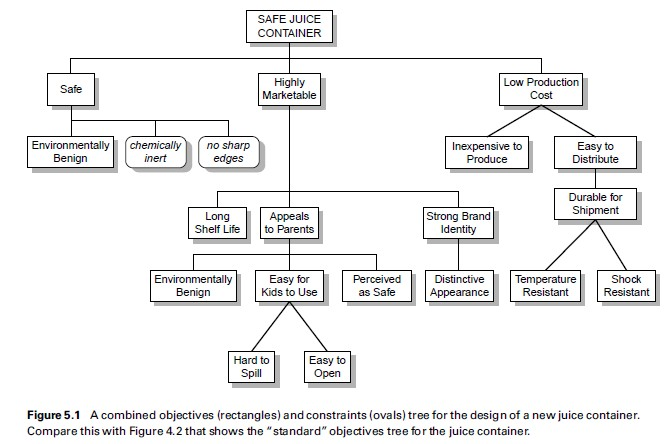 SAFE JUICE
CONTAINER
Safe
Highly
Marketable
Low Production
Cost
Environmentally
Benign
chemically
inert
no sharp
edges
Inexpensive to
Produce
Easy to
Distribute
Long
Shelf Life
Appeals
to Parents
Strong Brand
Identity
Durable for
Shipment
Environmentally
Benign
Easy for
Kids to Use
Perceived
as Safe
Distinctive
Appearance
Temperature
Resistant
Shock
Resistant
Hard to
Spill
Easy to
Open
Figure 5.1 A combined objectives (rectangles) and constraints (ovals) tree for the design of a new juice container.
Compare this with Figure 4.2 that shows the “standard” objectives tree for the juice container.